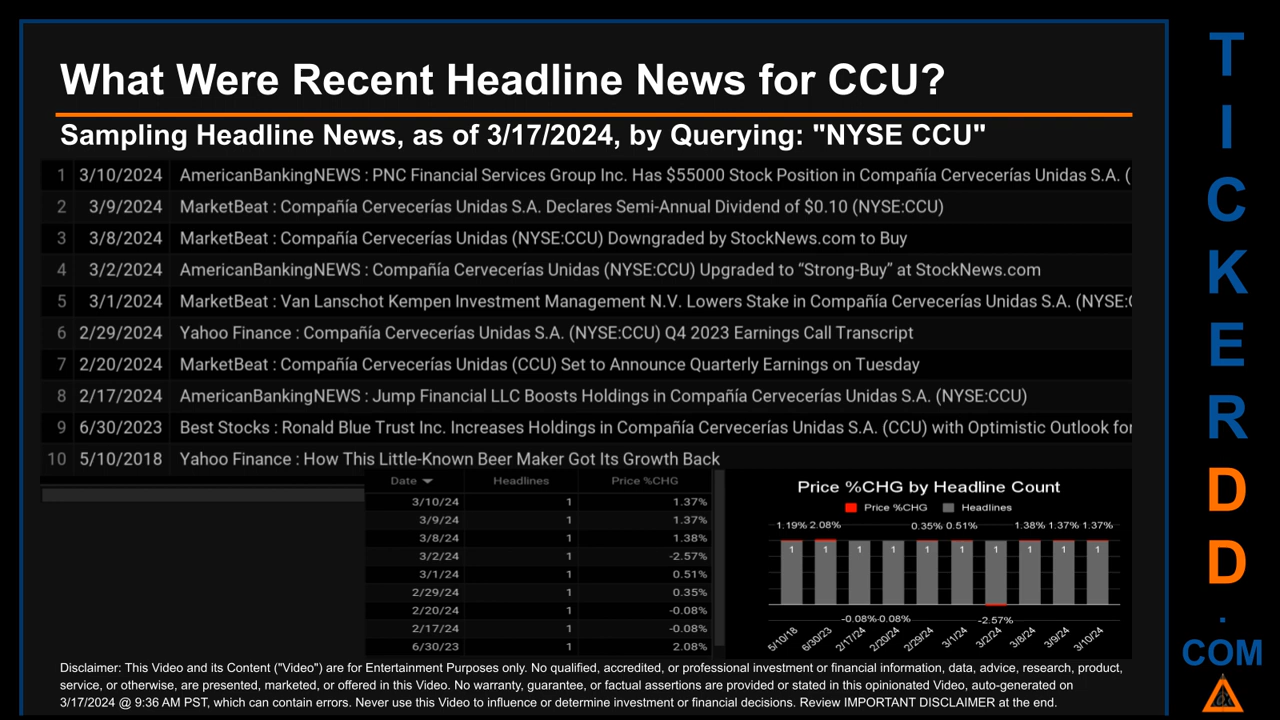 What Were Recent Headline News for CCU?
Sampling Headline News, as of 3/17/2024, by Querying: "NYSE CCU"
1 3/10/2024 AmericanBankingNEWS : PNC Financial Services Group Inc. Has $55000 Stock Position in Compañía Cervecerías Unidas S.A. (
2 3/9/2024 MarketBeat : Compañía Cervecerías Unidas S.A. Declares Semi-Annual Dividend of $0.10 (NYSE:CCU)
3 3/8/2024 MarketBeat : Compañía Cervecerías Unidas (NYSE:CCU) Downgraded by StockNews.com to Buy
4 3/2/2024 AmericanBankingNEWS : Compañía Cervecerías Unidas (NYSE:CCU) Upgraded to “Strong-Buy” at StockNews.com
5 3/1/2024 MarketBeat : Van Lanschot Kempen Investment Management N.V. Lowers Stake in Compañía Cervecerías Unidas S.A. (NYSE:C
6 2/29/2024 Yahoo Finance : Compañía Cervecerías Unidas S.A. (NYSE:CCU) Q4 2023 Earnings Call Transcript
7 2/20/2024 MarketBeat : Compañía Cervecerías Unidas (CCU) Set to Announce Quarterly Earnings on Tuesday
8 2/17/2024 AmericanBankingNEWS : Jump Financial LLC Boosts Holdings in Compañía Cervecerías Unidas S.A. (NYSE:CCU)
9 6/30/2023 Best Stocks : Ronald Blue Trust Inc. Increases Holdings in Compañía Cervecerías Unidas S.A. (CCU) with Optimistic Outlook for
10 5/10/2018 Yahoo Finance : How This Little-Known Beer Maker Got Its Growth Back
Date Headlines Price %CHG
3/10/24 1 1.37%
3/9/24 1 1.37%
3/8/24 1 1.38%
3/2/24 1 -2.57%
3/1/24 1 0.51%
2/29/24 1 0.35%
2/20/24 1 -0.08%
2/17/24 1 -0.08%
6/30/23 1 2.08%
Price %CHG by Headline Count
Price %CHG Headlines
1.19% 2.08% 0.35% 0.51% 1.38% 1.37% 1.37%
1 1 1 1 1 1 1 1 1 1
-0.08% -0.08% -2.57%
5/10/18 6/30/23 2/17/24 2/20/24 2/29/24 3/1/24 3/2/24 3/8/24 3/9/24 3/10/24
Disclaimer: This Video and its Content ("Video") are for Entertainment Purposes only. No qualified, accredited, or professional investment or financial information, data, advice, research, product,
service, or otherwise, are presented, marketed, or offered in this Video. No warranty, guarantee, or factual assertions are provided or stated in this opinionated Video, auto-generated on
3/17/2024 @ 9:36 AM PST, which can contain errors. Never use this Video to influence or determine investment or financial decisions. Review IMPORTANT DISCLAIMER at the end.
T
I
C
K
E
R
D
D
.
COM